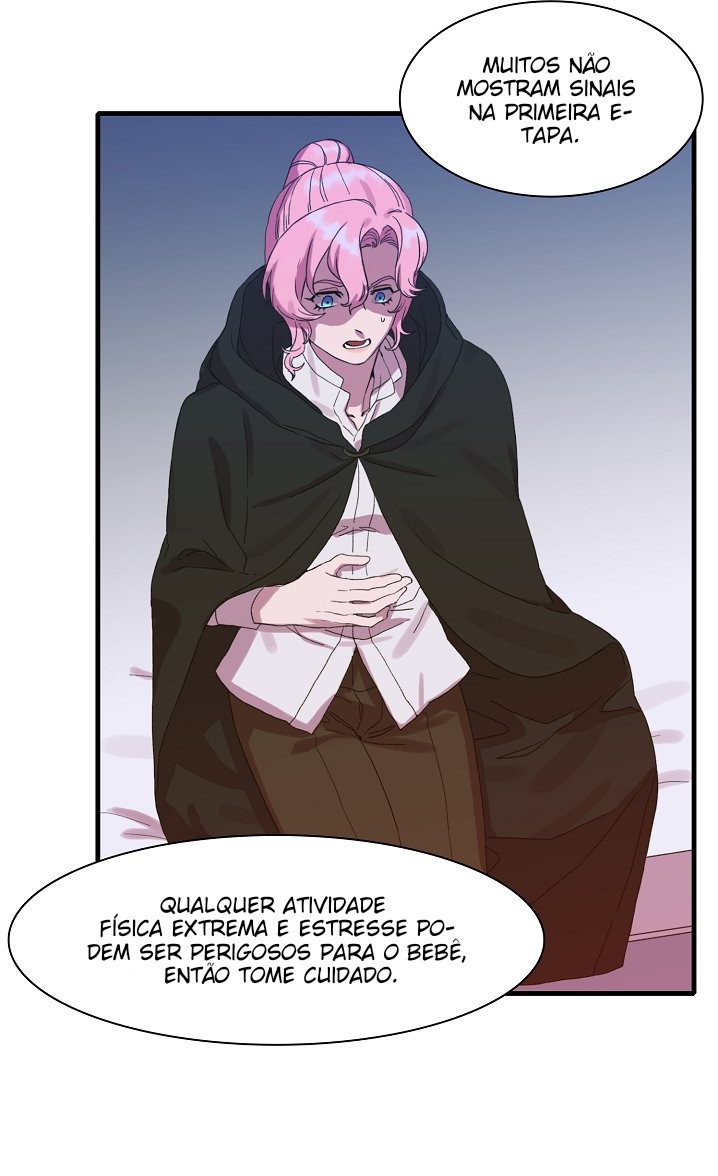 MUITOS NÃO
MOSTRAM SINAIS
NA PRIMEIRA E-
TAPA.
QUALQUER ATIVIDADE
FÍSICA EXTREMA E ESTRESSE PO-
DEM SER PERIGOSOS PARA O BEBÊ,
ENTÃO TOME CUIDADO.